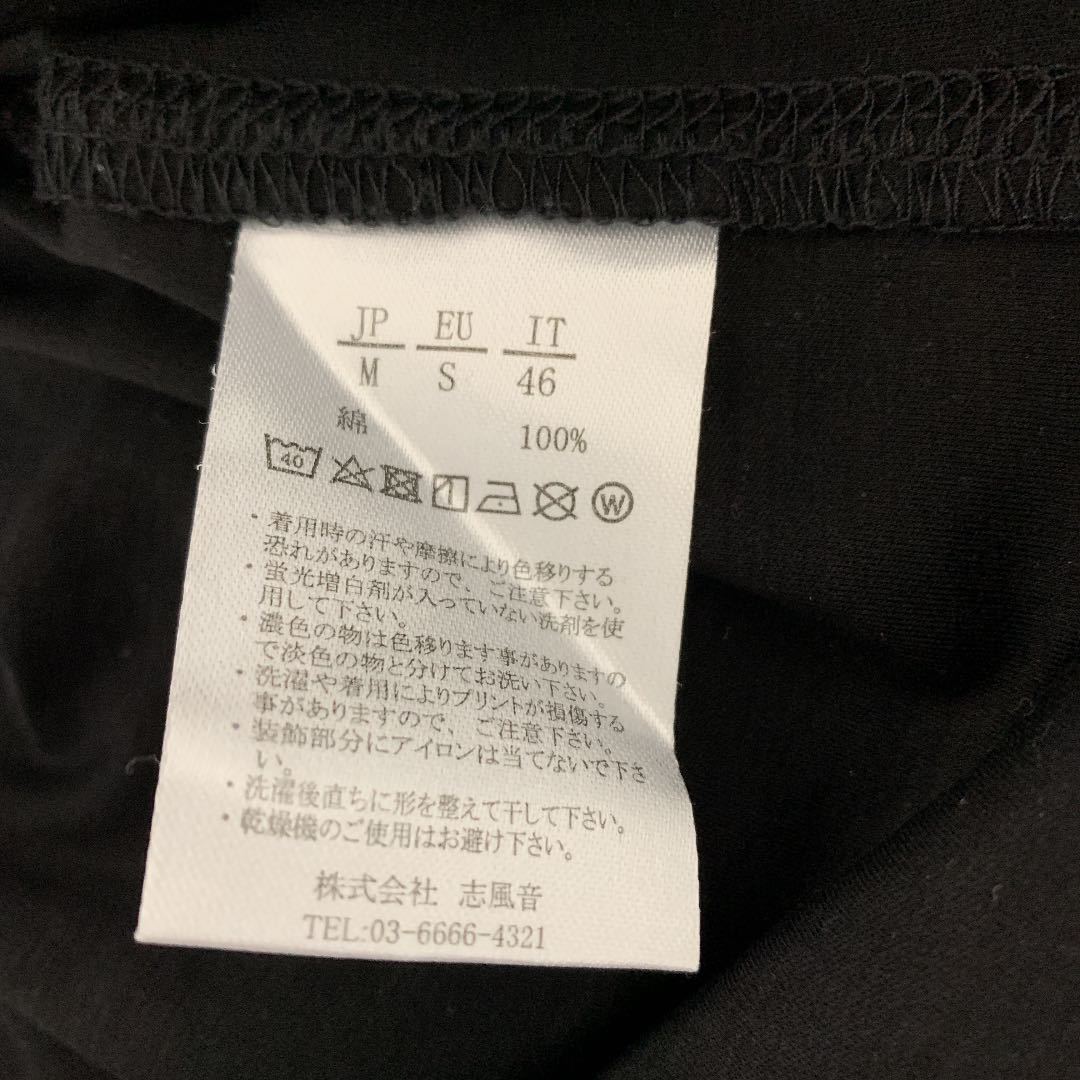 JP EU IT
M S 46
綿 100%
40 W
・着用時の汗や摩擦により色移りする
恐れがありますので、ご注意下さい。
・蛍光増白剤が入っていない洗剤を使
用して下さい。
・濃色の物は色移ります事がありますの
で淡色の物と分けてお洗い下さい。
・洗濯や着用によりプリントが損傷する
事がありますので、ご注意下さい。
・装飾部分にアイロンは当てないで下さ
い。
・洗濯後直ちに形を整えて干して下さい。
・乾燥機のご使用はお避け下さい。
株式会社 志風音
TEL:03-6666-4321